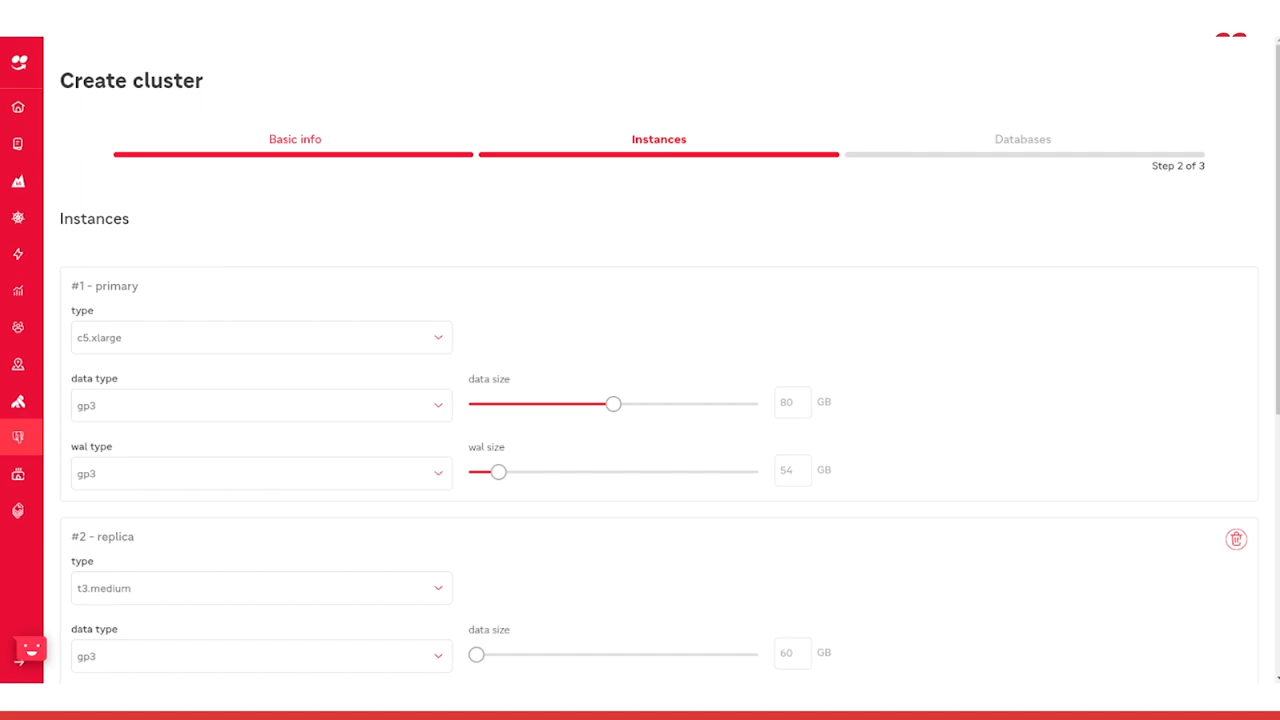 Create cluster
Basic info
Instances
Databases
Step 2 of 3
Instances
#1 - primary
type
c5.xlarge
data type
data size
gp3
80 GB
wal type
wal size
gp3
54 GB
#2 - replica
type
t3.medium
data type
data size
gp3
60 GB